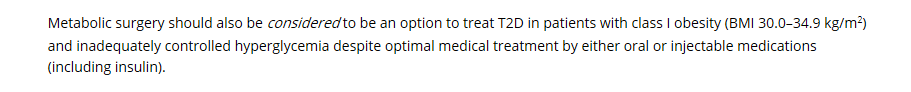 Metabolic surgery should also be considered to be an option to treat T2D in patients with class I obesity (BMI 30.0–34.9 kg/m²)
and inadequately controlled hyperglycemia despite optimal medical treatment by either oral or injectable medications
(including insulin).